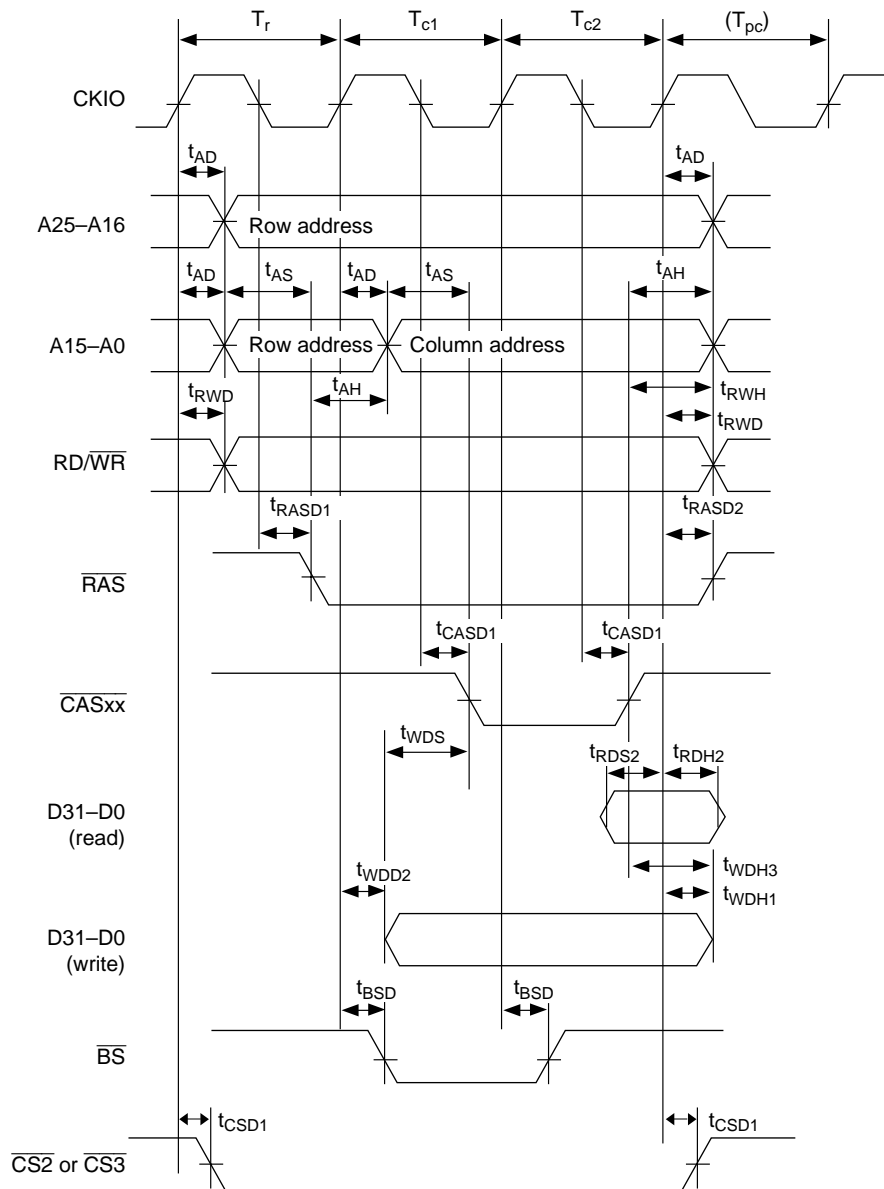 Tr Tc1 Tc2 (Tpc)
CKIO
tAD tAD
A25–A16 Row address
tAD tAS tAD tAS tAH
A15–A0 Row address Column address
tAH tRWH
tRWD tRWD
RD/WR
tRASD1 tRASD2
RAS
tCASD1 tCASD1
CASxx
tWDS tRDS2 tRDH2
D31–D0
(read)
tWDH3
tWDD2 tWDH1
D31–D0
(write)
tBSD tBSD
BS
tCSD1 tCSD1
CS2 or CS3